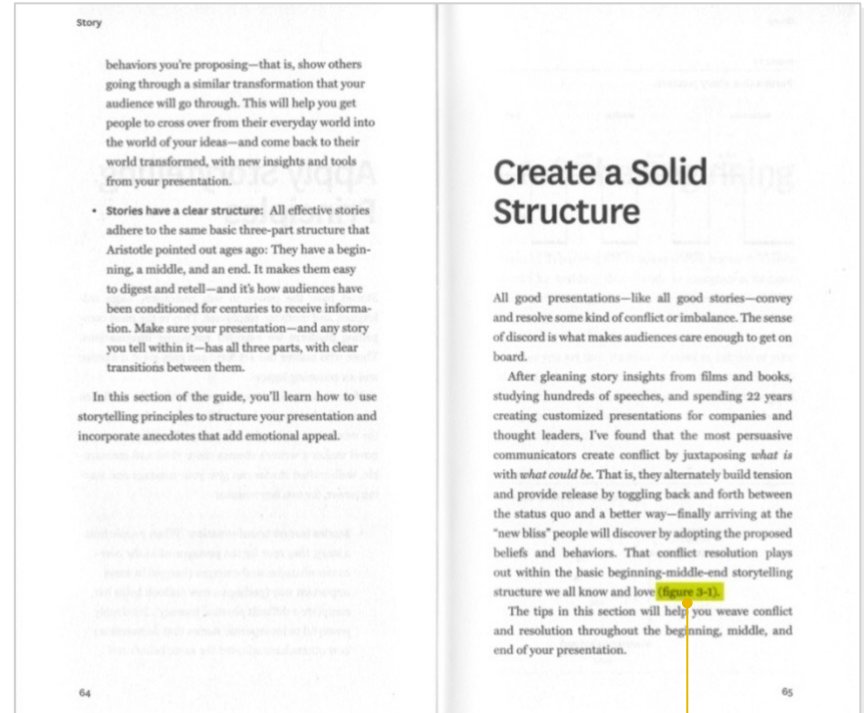 Story
behaviors you're proposing—that is, show others
going through a similar transformation that your
audience will go through. This will help you get
people to cross over from their everyday world into
the world of your ideas—and come back to their
world transformed, with new insights and tools
from your presentation.
• Stories have a clear structure: All effective stories
adhere to the same basic three-part structure that
Aristotle pointed out ages ago: They have a begin-
ning, a middle, and an end. It makes them easy
to digest and retell—and it's how audiences have
been conditioned for centuries to receive informa-
tion. Make sure your presentation—and any story
you tell within it—has all three parts, with clear
transitions between them.
In this section of the guide, you'll learn how to use
storytelling principles to structure your presentation and
incorporate anecdotes that add emotional appeal.
64
Create a Solid
Structure
All good presentations—like all good stories—convey
and resolve some kind of conflict or imbalance. The sense
of discord is what makes audiences care enough to get on
board.
After gleaning story insights from films and books,
studying hundreds of speeches, and spending 22 years
creating customized presentations for companies and
thought leaders, I've found that the most persuasive
communicators create conflict by juxtaposing what is
with what could be. That is, they alternately build tension
and provide release by toggling back and forth between
the status quo and a better way—finally arriving at the
"new bliss" people will discover by adopting the proposed
beliefs and behaviors. That conflict resolution plays
out within the basic beginning-middle-end storytelling
structure we all know and love (figure 3-1).
The tips in this section will help you weave conflict
and resolution throughout the beginning, middle, and
end of your presentation.
65